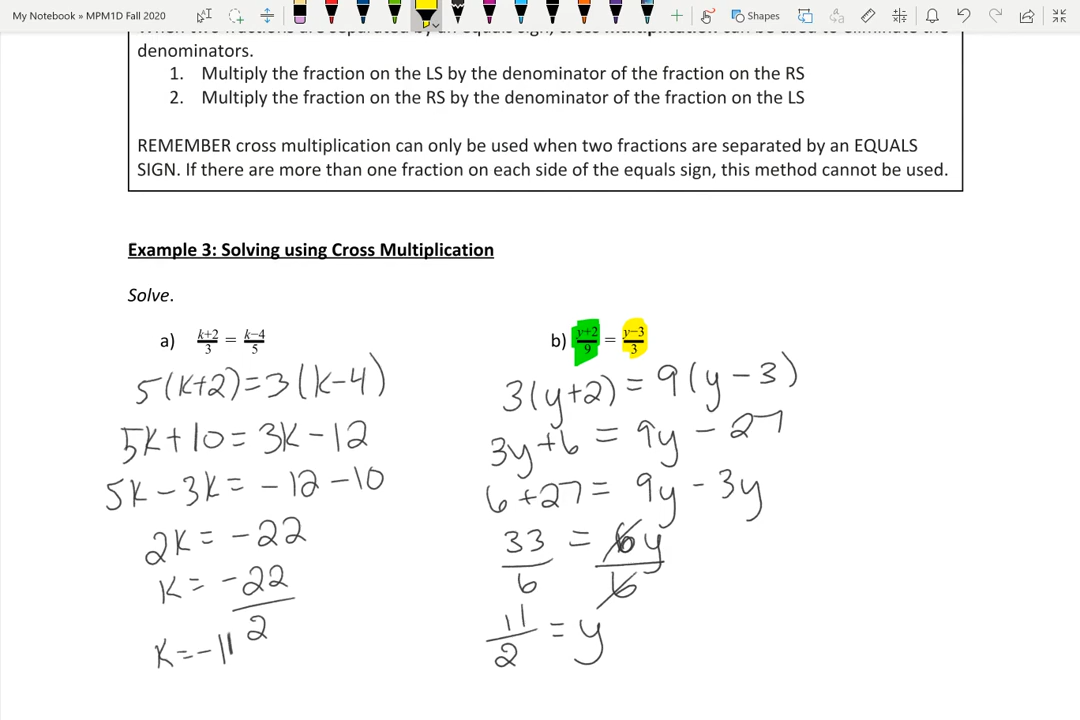 My Notebook » MPM1D Fall 2020
Shapes
denominators.
1. Multiply the fraction on the LS by the denominator of the fraction on the RS
2. Multiply the fraction on the RS by the denominator of the fraction on the LS
REMEMBER cross multiplication can only be used when two fractions are separated by an EQUALS
SIGN. If there are more than one fraction on each side of the equals sign, this method cannot be used.
Example 3: Solving using Cross Multiplication
Solve.
a) (k+2)/3 = (k−4)/5
5(k+2)=3(k-4)
5k+10=3k-12
5k-3k=-12-10
2k=-22
k=-22/2
k=-11
b) (y+2)/9 = (y−3)/3
3(y+2)=9(y-3)
3y+6=9y-27
6+27=9y-3y
33/6=6y/6
11/2=y